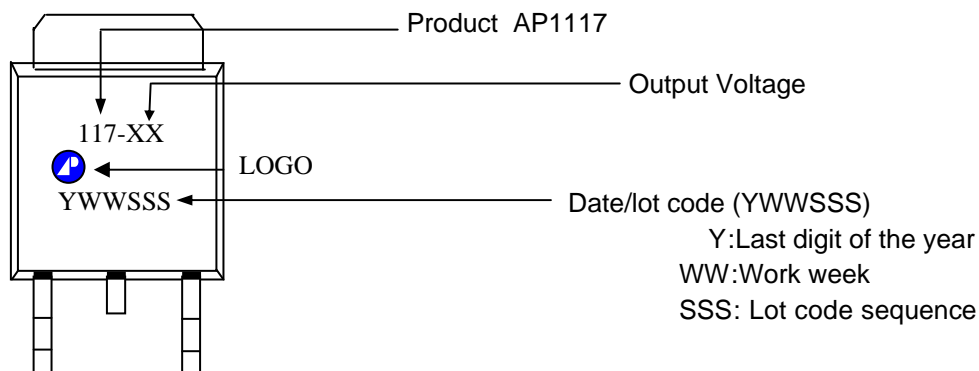 Product AP1117
Output Voltage
117-XX
AP
LOGO
YWWSSS
Date/lot code (YWWSSS)
Y:Last digit of the year
WW:Work week
SSS: Lot code sequence